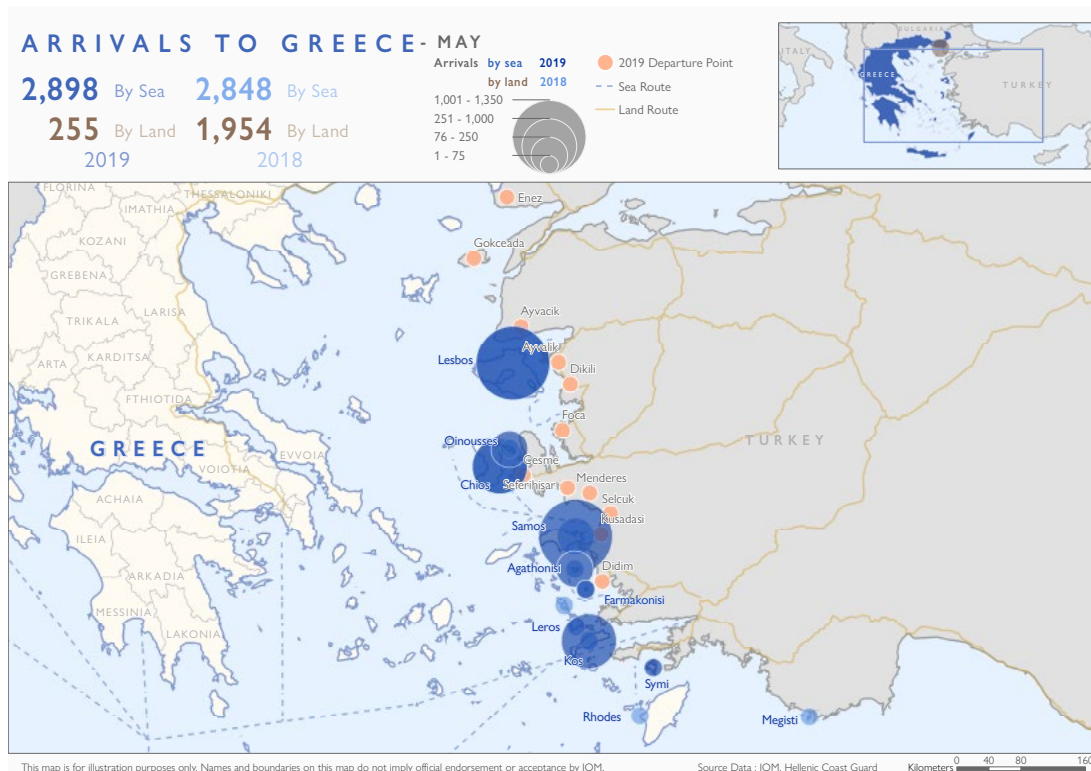 ARRIVALS TO GREECE - MAY
2,898 By Sea 2,848 By Sea
255 By Land 1,954 By Land
2019 2018
Arrivals by sea 2019
by land 2018
1,001 - 1,350
251 - 1,000
76 - 250
1 - 75
2019 Departure Point
Sea Route
Land Route
BULGARIA
ITALY
GREECE
TURKEY
FLORINA
THESSALONIKI
IMATHIA
Enez
KOZANI
Gokceada
GREBENA
LARISA
Ayvacik
TRIKALA
Ayvalik
KARDITSA
Lesbos
ARTA
Dikili
FTHIOTIDA
Foca
Oinousses
TURKEY
GREECE
EVVOIA
Cesme
VOIOTIA
Chios
Seferihisar
Menderes
ACHAIA
Selcuk
Samos
Kusadasi
ILEIA
Agathonisi
Didim
ARKADIA
Farmakonisi
MESSINIA
Leros
LAKONIA
Kos
Symi
Rhodes
Megisti
This map is for illustration purposes only. Names and boundaries on this map do not imply official endorsement or acceptance by IOM.
Source Data : IOM, Hellenic Coast Guard
Kilometers
0 40 80 160